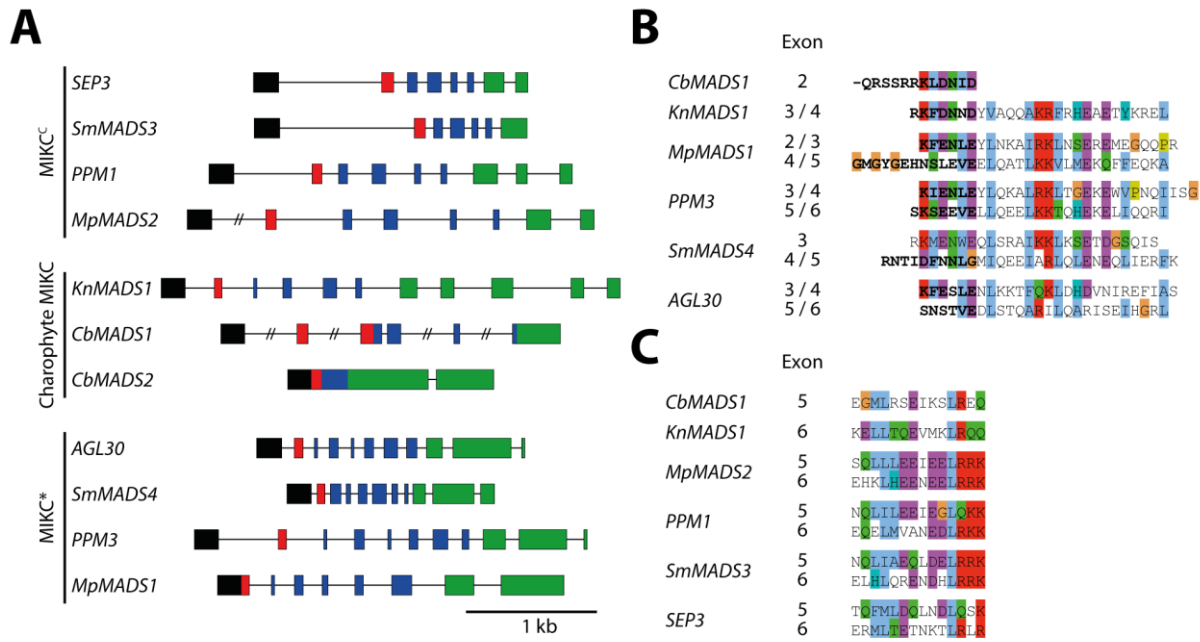 A
MIKCᶜ
SEP3
SmMADS3
PPM1
MpMADS2
//
Charophyte MIKC
KnMADS1
CbMADS1
// // // //
CbMADS2
MIKC*
AGL30
SmMADS4
PPM3
MpMADS1
1 kb
B
Exon
CbMADS1 2 -QRSSRRKLDNID
KnMADS1 3 / 4 RKFDNNDYVAQQAKRFRHEAETYKREL
MpMADS1
2 / 3 KFENLEYLNKAIRKLNSEREMEGQQPR
4 / 5 GMGYGEHNSLEVEELQATLKKVLMEKQFFEQKA
PPM3
3 / 4 KIENLEYLQKALRKLTGEKEWVPNQIISG
5 / 6 SKSEEVELLQEELKKTQHEKELIQQRI
SmMADS4
3 RKMENWEQLSRAIKKLKSETDGSQIS
4 / 5 RNTIDFNNLGMIQEEIARLQLENEQLIERFK
AGL30
3 / 4 KFESLENLKKTFQKLDHDVNIREFIAS
5 / 6 SNSTVEDLSTQARILQARISEIHGRL
C
Exon
CbMADS1 5 EGMLRSEIKSLREQ
KnMADS1 6 KELLTQEVMKLRQQ
MpMADS2
5 SQLLLEEIEELRRK
6 EHKLHEENEELRRK
PPM1
5 NQLILEEIEGLQKK
6 EQELMVANEDLRKK
SmMADS3
5 NQLIAEQLDELRRK
6 ELHLQRENDHLRRK
SEP3
5 TQFMLDQLNDLQSK
6 ERMLTETNKTLRLR